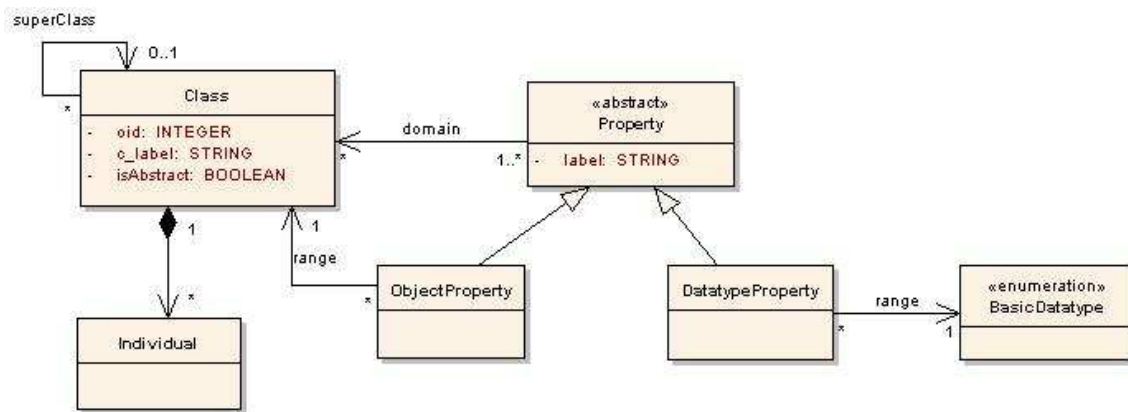 superClass
0..1
*
Class
- oid: INTEGER
- c_label: STRING
- isAbstract: BOOLEAN
domain
*
1..*
«abstract»
Property
- label: STRING
1
*
Individual
1
range
*
ObjectProperty
DatatypeProperty
range
*
1
«enumeration»
BasicDatatype